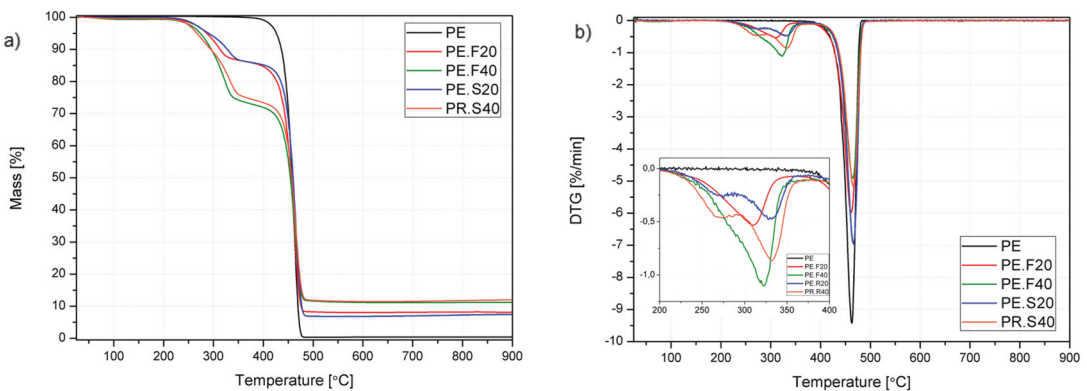 a)
PE
PE.F20
PE.F40
PE.S20
PR.S40
100
90
80
70
60
50
40
30
20
10
0
Mass [%]
100 200 300 400 500 600 700 800 900
Temperature [°C]
b)
0
-1
-2
-3
-4
-5
-6
-7
-8
-9
-10
DTG [%/min]
0,0
-0,5
-1,0
200 250 300 350 400
PE
PE.F20
PE.F40
PE.R20
PR.R40
PE
PE.F20
PE.F40
PE.S20
PR.S40
100 200 300 400 500 600 700 800 900
Temperature [°C]